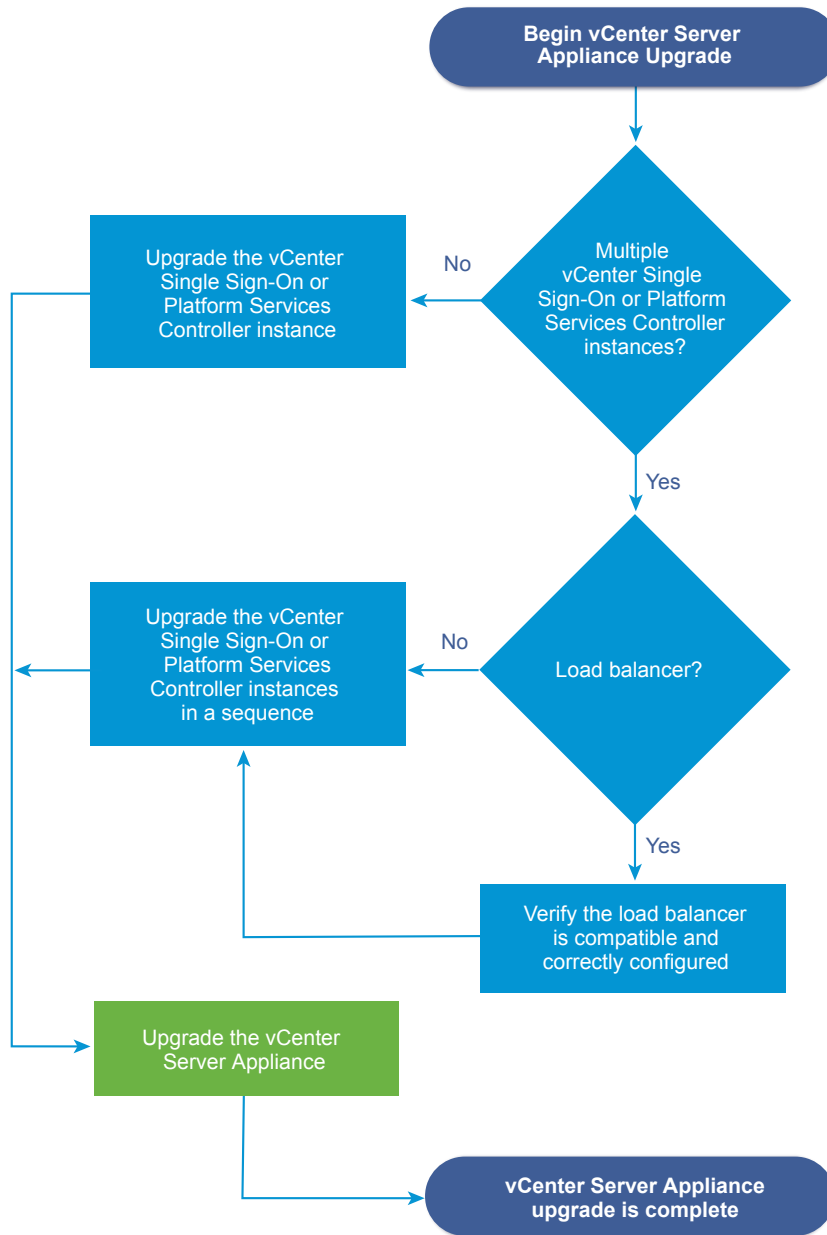 Begin vCenter Server
Appliance Upgrade
Multiple
vCenter Single
Sign-On or Platform
Services Controller
instances?
No
Upgrade the vCenter
Single Sign-On or
Platform Services
Controller instance
Yes
Load balancer?
No
Upgrade the vCenter
Single Sign-On or
Platform Services
Controller instances
in a sequence
Yes
Verify the load balancer
is compatible and
correctly configured
Upgrade the vCenter
Server Appliance
vCenter Server Appliance
upgrade is complete